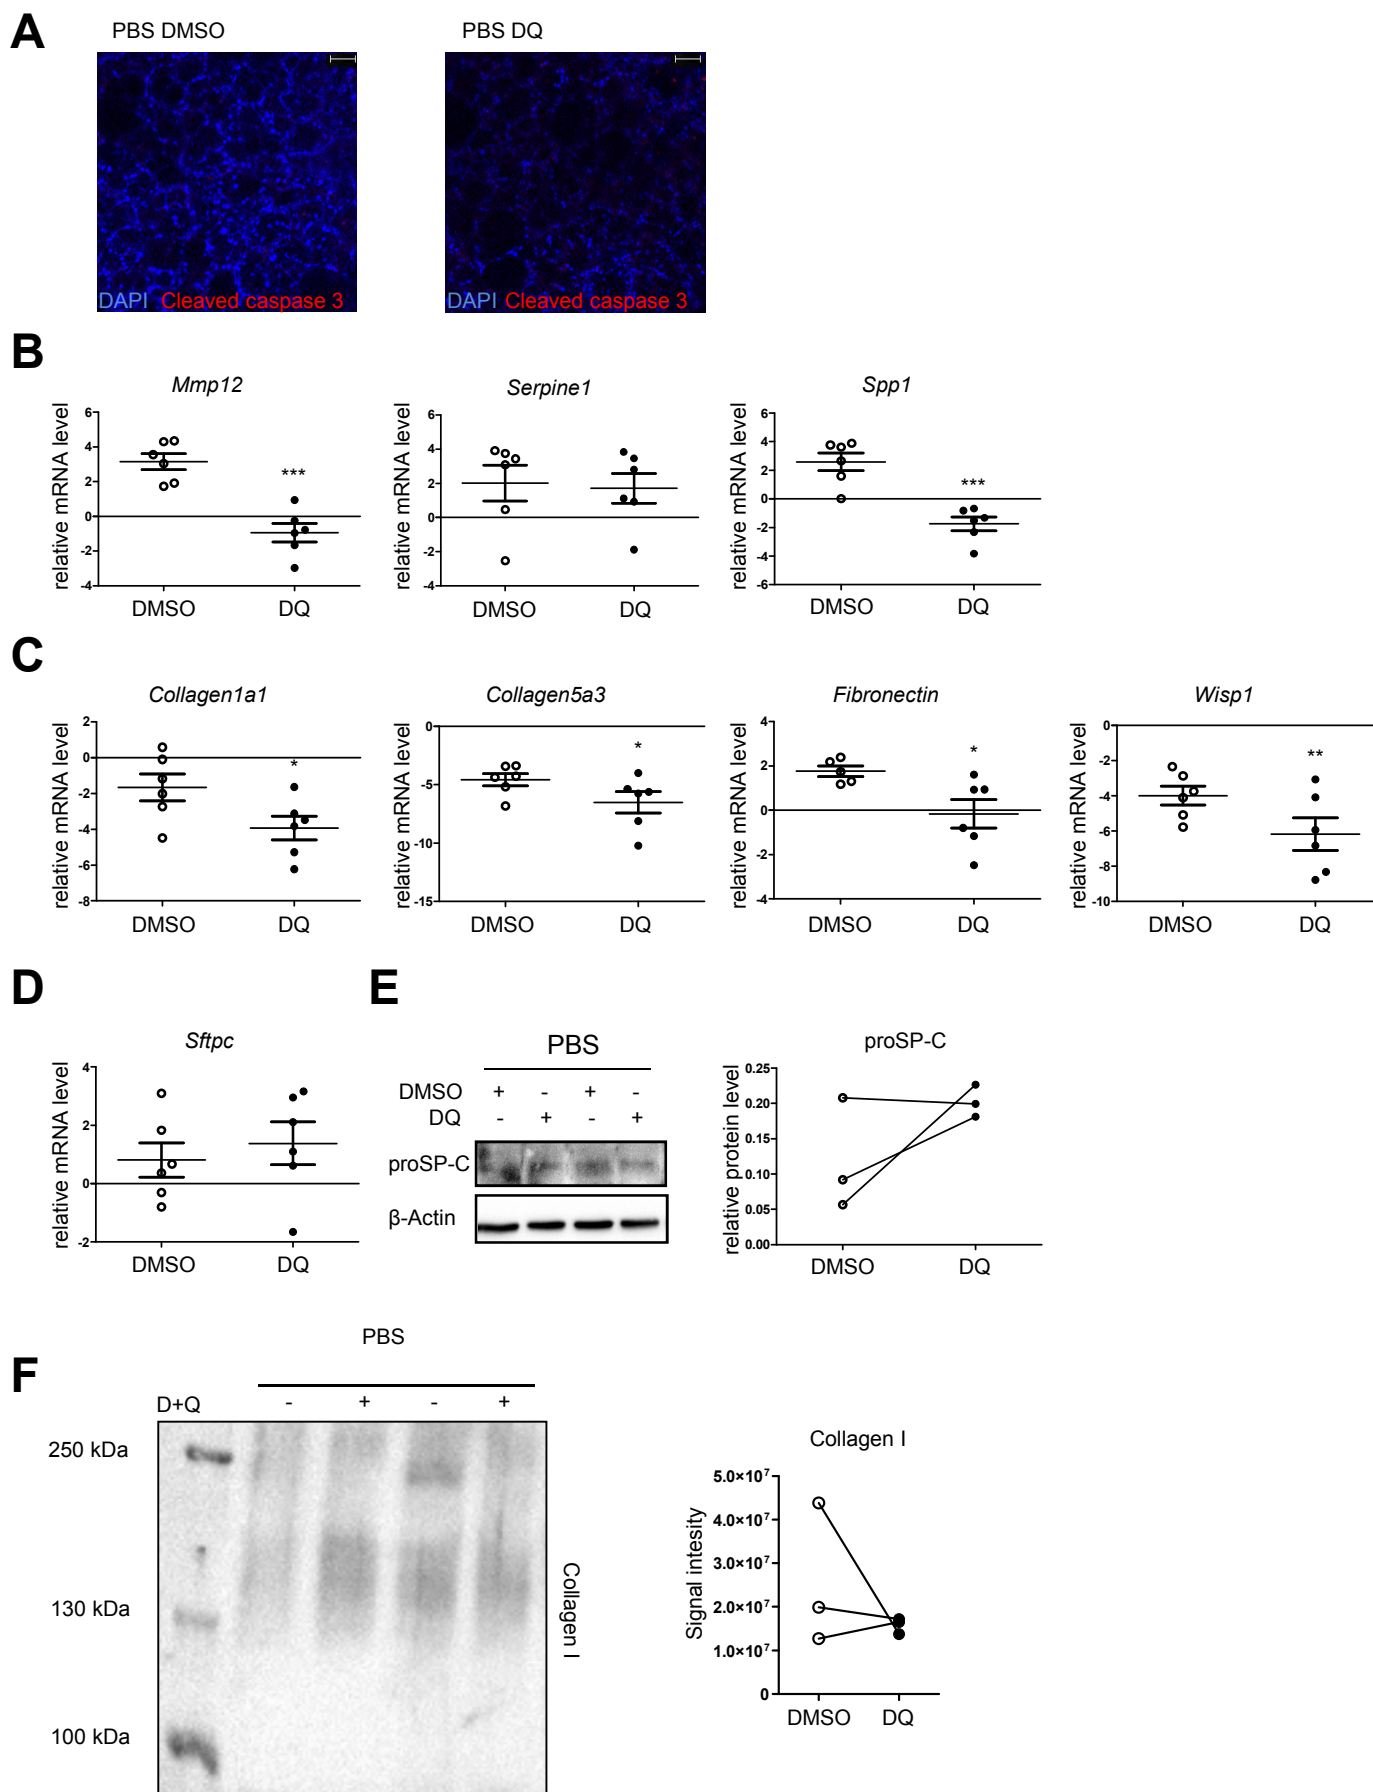 A
PBS DMSO
PBS DQ
DAPI Cleaved caspase 3
DAPI Cleaved caspase 3
B
Mmp12
relative mRNA level
6
4
2
0
-2
-4
***
DMSO
DQ
Serpine1
relative mRNA level
6
4
2
0
-2
-4
DMSO
DQ
Spp1
relative mRNA level
6
4
2
0
-2
-4
-6
***
DMSO
DQ
C
Collagen1a1
relative mRNA level
2
0
-2
-4
-6
-8
*
DMSO
DQ
Collagen5a3
relative mRNA level
0
-5
-10
-15
*
DMSO
DQ
Fibronectin
relative mRNA level
4
2
0
-2
-4
*
DMSO
DQ
Wisp1
relative mRNA level
0
-2
-4
-6
-8
-10
**
DMSO
DQ
D
Sftpc
relative mRNA level
4
2
0
-2
DMSO
DQ
E
PBS
DMSO + - + -
DQ - + - +
proSP-C
β-Actin
proSP-C
relative protein level
0.25
0.20
0.15
0.10
0.05
0.00
DMSO
DQ
F
PBS
D+Q - + - +
250 kDa
130 kDa
100 kDa
Collagen I
Collagen I
Signal intesity
5.0×10⁷
4.0×10⁷
3.0×10⁷
2.0×10⁷
1.0×10⁷
0
DMSO
DQ